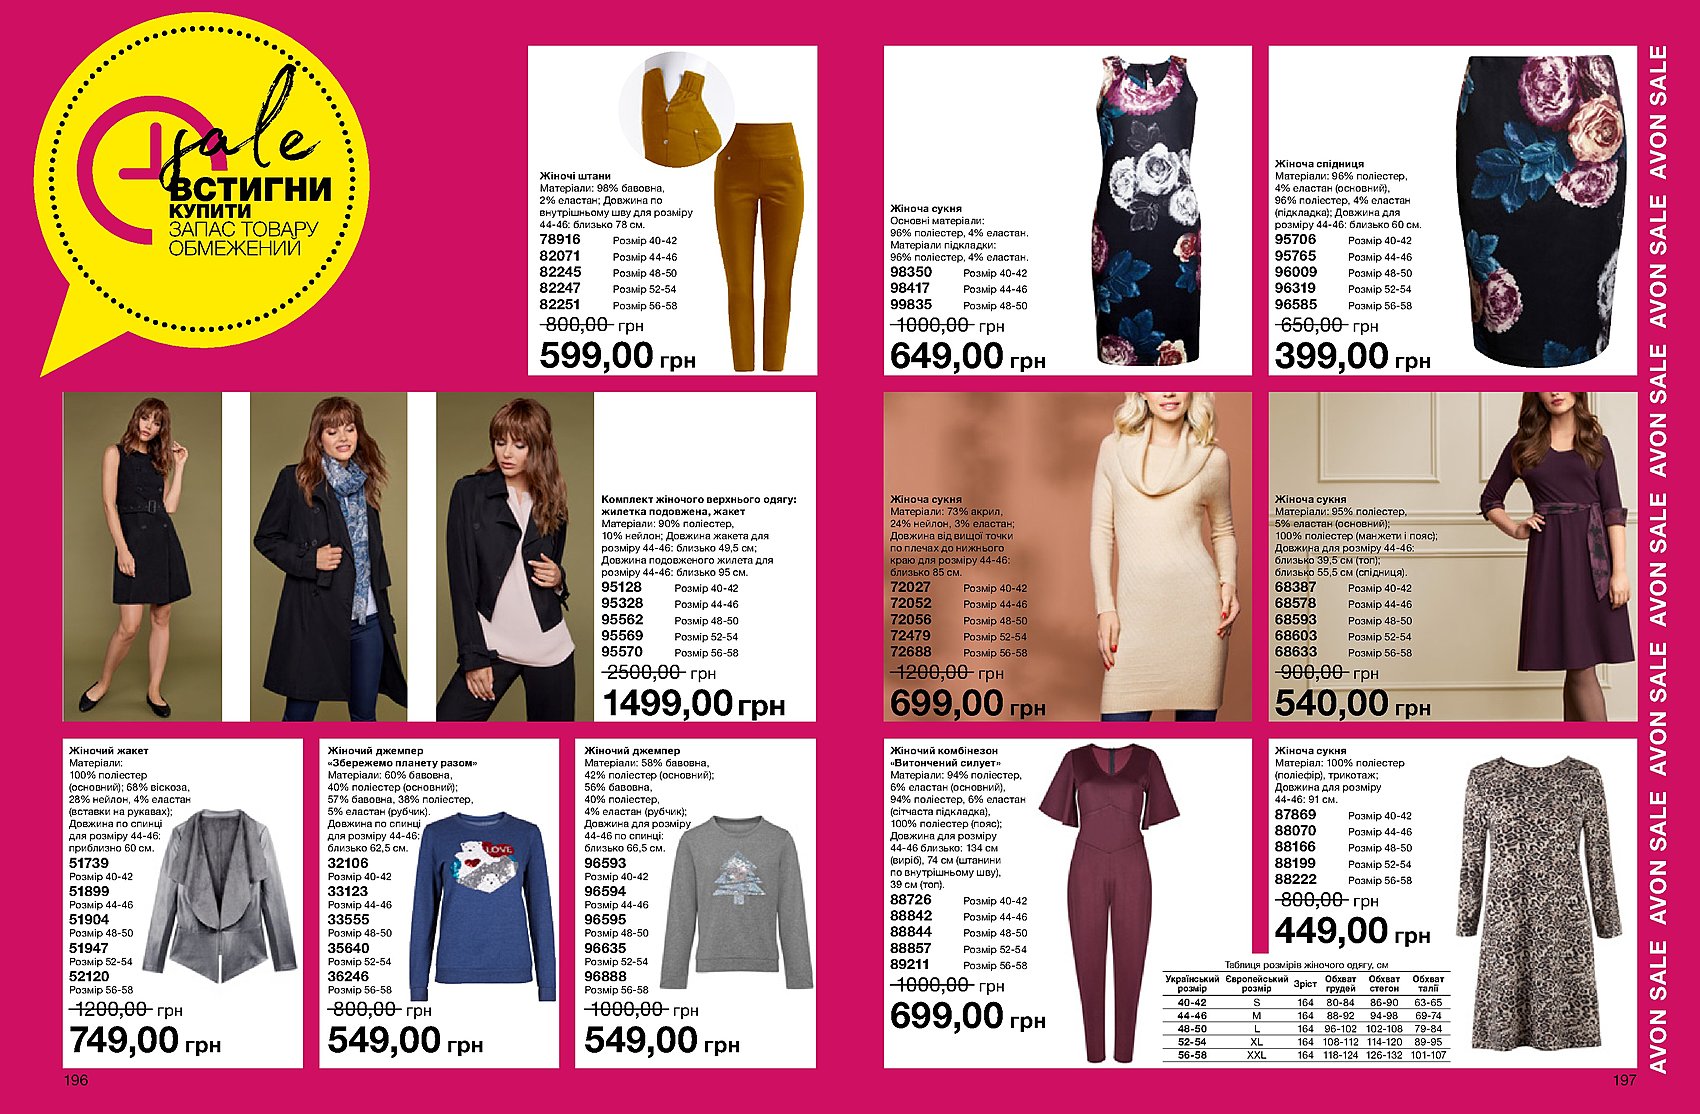 sale
ВСТИГНИ
КУПИТИ
ЗАПАС ТОВАРУ
ОБМЕЖЕНИЙ
Жіночі штани
Матеріали: 98% бавовна,
2% еластан; Довжина по
внутрішньому шву для розміру
44-46: близько 78 см.
78916 Розмір 40-42
82071 Розмір 44-46
82245 Розмір 48-50
82247 Розмір 52-54
82251 Розмір 56-58
800,00 грн
599,00 грн
Комплект жіночого верхнього одягу:
жилетка подовжена, жакет
Матеріали: 90% поліестер,
10% нейлон; Довжина жакета для
розміру 44-46: близько 49,5 см;
Довжина подовженого жилета для
розміру 44-46: близько 95 см.
95128 Розмір 40-42
95328 Розмір 44-46
95562 Розмір 48-50
95569 Розмір 52-54
95570 Розмір 56-58
2500,00 грн
1499,00 грн
Жіночий жакет
Матеріали:
100% поліестер
(основний); 68% віскоза,
28% нейлон, 4% еластан
(вставки на рукавах);
Довжина по спинці
для розміру 44-46:
приблизно 60 см.
51739
Розмір 40-42
51899
Розмір 44-46
51904
Розмір 48-50
51947
Розмір 52-54
52120
Розмір 56-58
1200,00 грн
749,00 грн
Жіночий джемпер
«Збережемо планету разом»
Матеріали: 60% бавовна,
40% поліестер (основний);
57% бавовна, 38% поліестер,
5% еластан (рубчик).
Довжина по спинці
для розміру 44-46:
близько 62,5 см.
32106
Розмір 40-42
33123
Розмір 44-46
33555
Розмір 48-50
35640
Розмір 52-54
36246
Розмір 56-58
800,00 грн
549,00 грн
LOVE
Жіночий джемпер
Матеріали: 58% бавовна,
42% поліестер (основний);
56% бавовна,
40% поліестер,
4% еластан (рубчик);
Довжина для розміру
44-46 по спинці:
близько 66,5 см.
96593
Розмір 40-42
96594
Розмір 44-46
96595
Розмір 48-50
96635
Розмір 52-54
96888
Розмір 56-58
1000,00 грн
549,00 грн
196
Жіноча сукня
Основні матеріали:
96% поліестер, 4% еластан.
Матеріали підкладки:
96% поліестер, 4% еластан.
98350 Розмір 40-42
98417 Розмір 44-46
99835 Розмір 48-50
1000,00 грн
649,00 грн
Жіноча спідниця
Матеріали: 96% поліестер,
4% еластан (основний),
96% поліестер, 4% еластан
(підкладка); Довжина для
розміру 44-46: близько 60 см.
95706 Розмір 40-42
95765 Розмір 44-46
96009 Розмір 48-50
96319 Розмір 52-54
96585 Розмір 56-58
650,00 грн
399,00 грн
Жіноча сукня
Матеріали: 73% акрил,
24% нейлон, 3% еластан;
Довжина від вищої точки
по плечах до нижнього
краю для розміру 44-46:
близько 85 см.
72027 Розмір 40-42
72052 Розмір 44-46
72056 Розмір 48-50
72479 Розмір 52-54
72688 Розмір 56-58
1200,00 грн
699,00 грн
Жіноча сукня
Матеріали: 95% поліестер,
5% еластан (основний);
100% поліестер (манжети і пояс);
Довжина для розміру 44-46:
близько 39,5 см (топ);
близько 55,5 см (спідниця).
68387 Розмір 40-42
68578 Розмір 44-46
68593 Розмір 48-50
68603 Розмір 52-54
68633 Розмір 56-58
900,00 грн
540,00 грн
Жіночий комбінезон
«Витончений силует»
Матеріали: 94% поліестер,
6% еластан (основний),
94% поліестер, 6% еластан
(сітчаста підкладка),
100% поліестер (пояс);
Довжина для розміру
44-46 близько: 134 см
(виріб), 74 см (штанини
по внутрішньому шву),
39 см (топ).
88726 Розмір 40-42
88842 Розмір 44-46
88844 Розмір 48-50
88857 Розмір 52-54
89211 Розмір 56-58
1000,00 грн
699,00 грн
Жіноча сукня
Матеріал: 100% поліестер
(поліефір), трикотаж;
Довжина для розміру
44-46: 91 см.
87869 Розмір 40-42
88070 Розмір 44-46
88166 Розмір 48-50
88199 Розмір 52-54
88222 Розмір 56-58
800,00 грн
449,00 грн
Таблиця розмірів жіночого одягу, см
Український розмір Європейський розмір Зріст Обхват грудей Обхват стегон Обхват талії
40-42 S 164 80-84 86-90 63-65
44-46 M 164 88-92 94-98 69-74
48-50 L 164 96-102 102-108 79-84
52-54 XL 164 108-112 114-120 89-95
56-58 XXL 164 118-124 126-132 101-107
AVON SALE AVON SALE AVON SALE AVON SALE AVON SALE AVON SALE AVON SALE
197